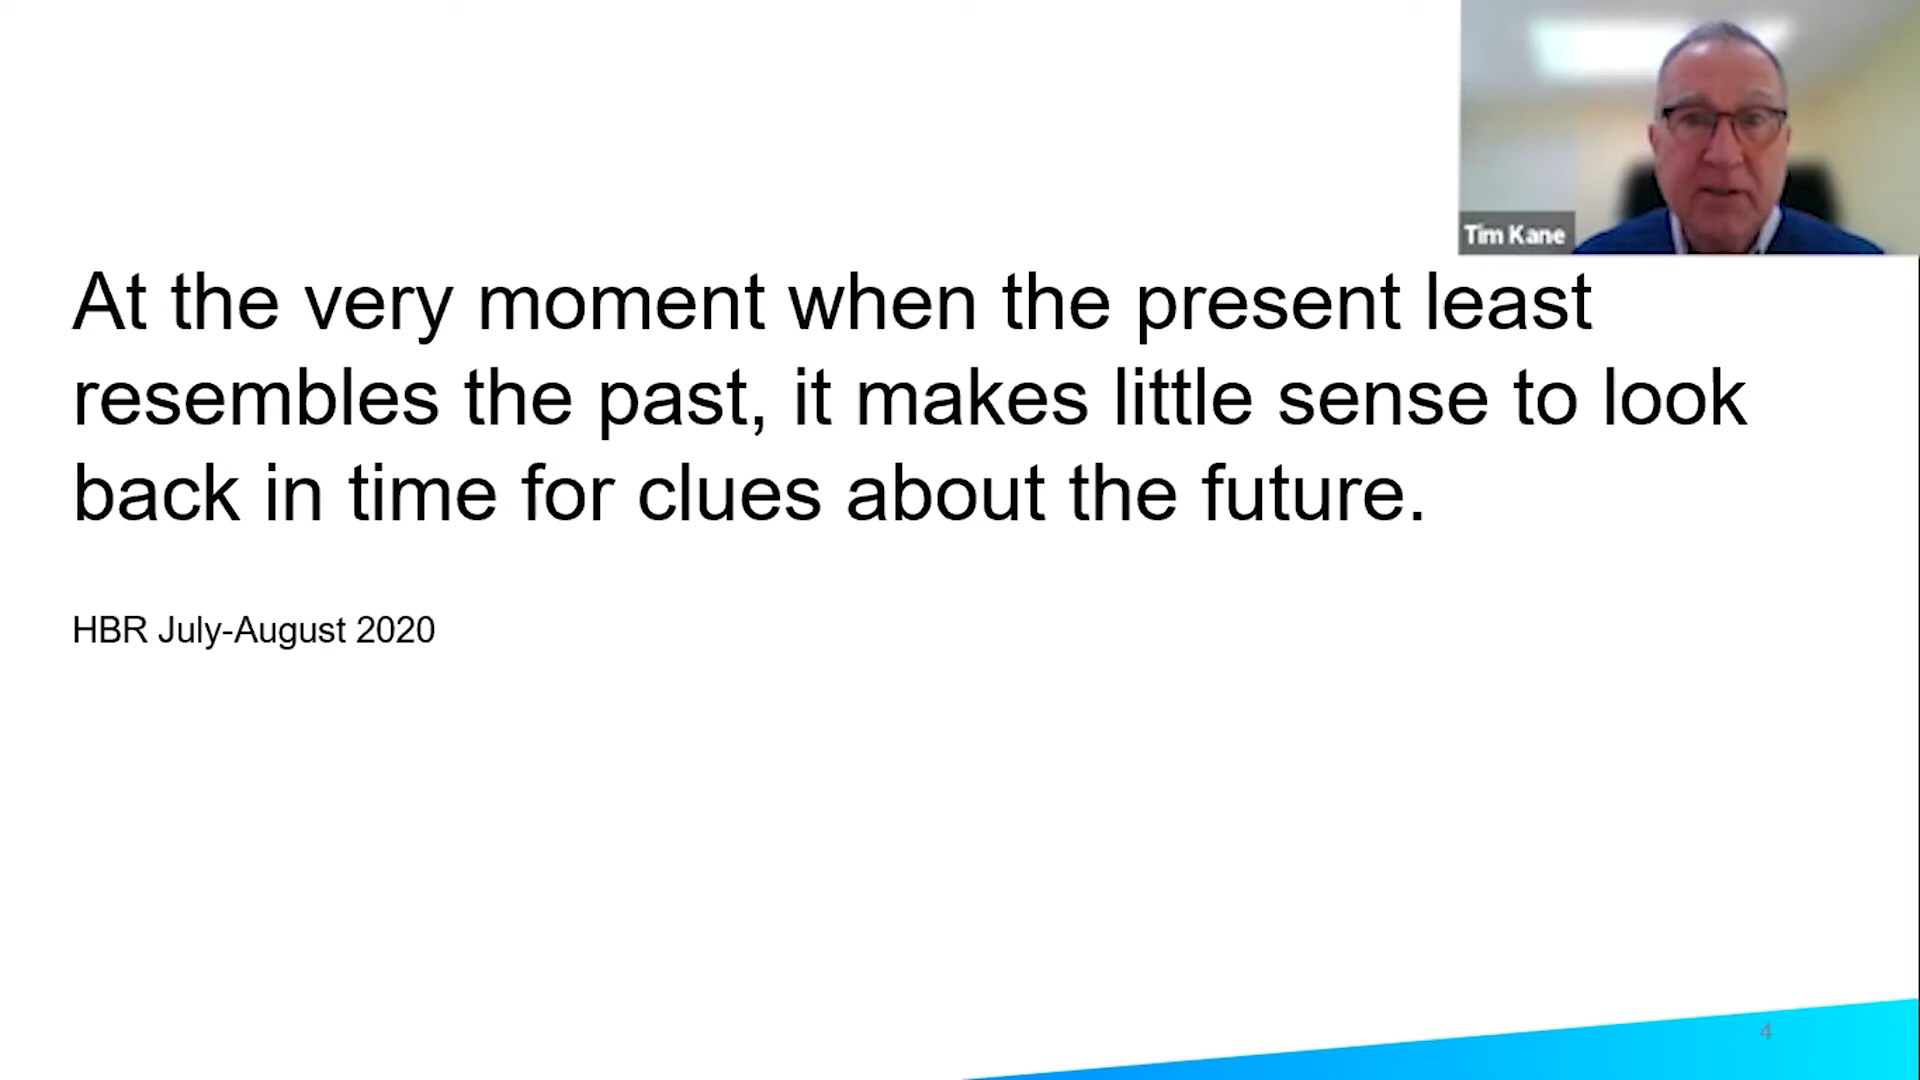 Tim Kane
At the very moment when the present least
resembles the past, it makes little sense to look
back in time for clues about the future.
HBR July-August 2020
4